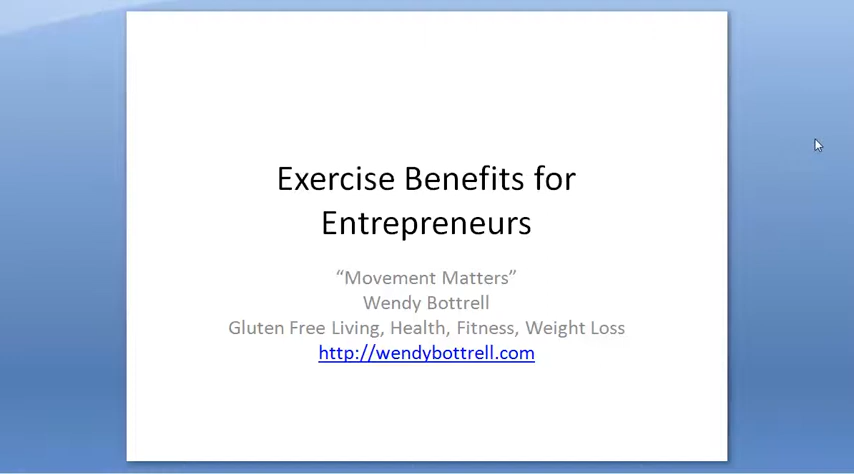 Exercise Benefits for
Entrepreneurs
“Movement Matters”
Wendy Bottrell
Gluten Free Living, Health, Fitness, Weight Loss
http://wendybottrell.com